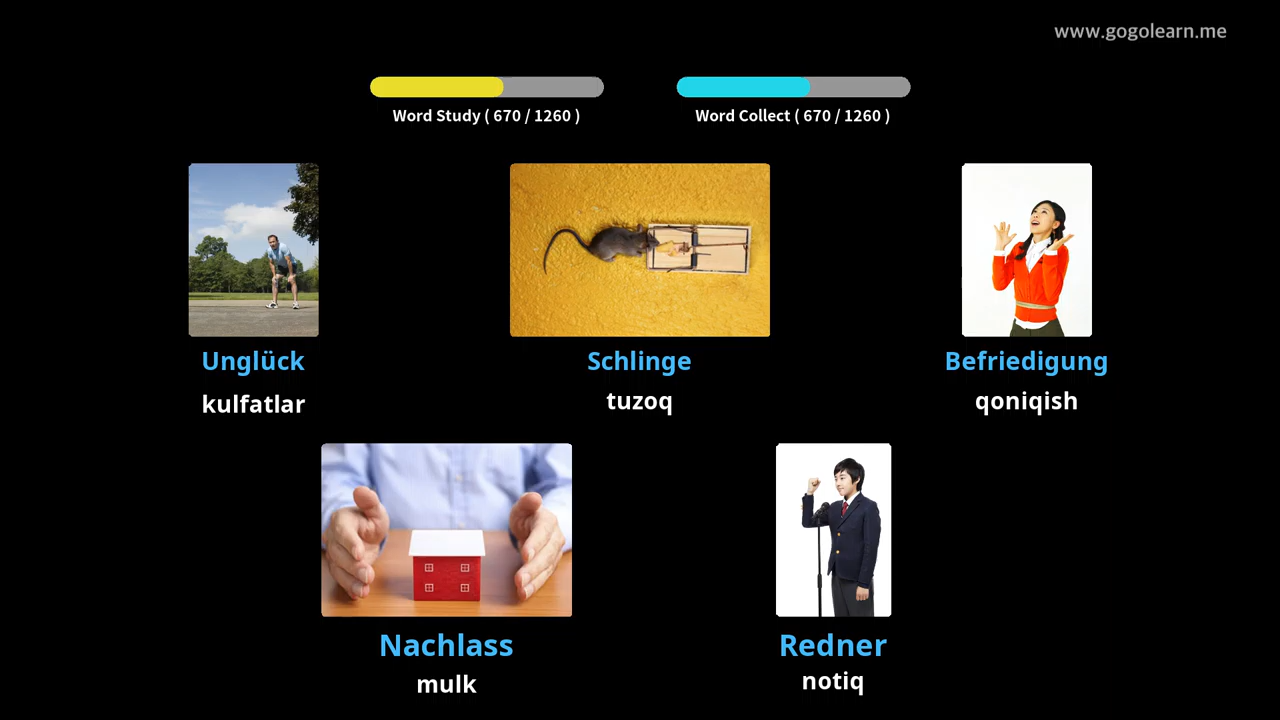 www.gogolearn.me
Word Study ( 670 / 1260 )
Word Collect ( 670 / 1260 )
Unglück
Schlinge
Befriedigung
kulfatlar
tuzoq
qoniqish
Nachlass
Redner
mulk
notiq